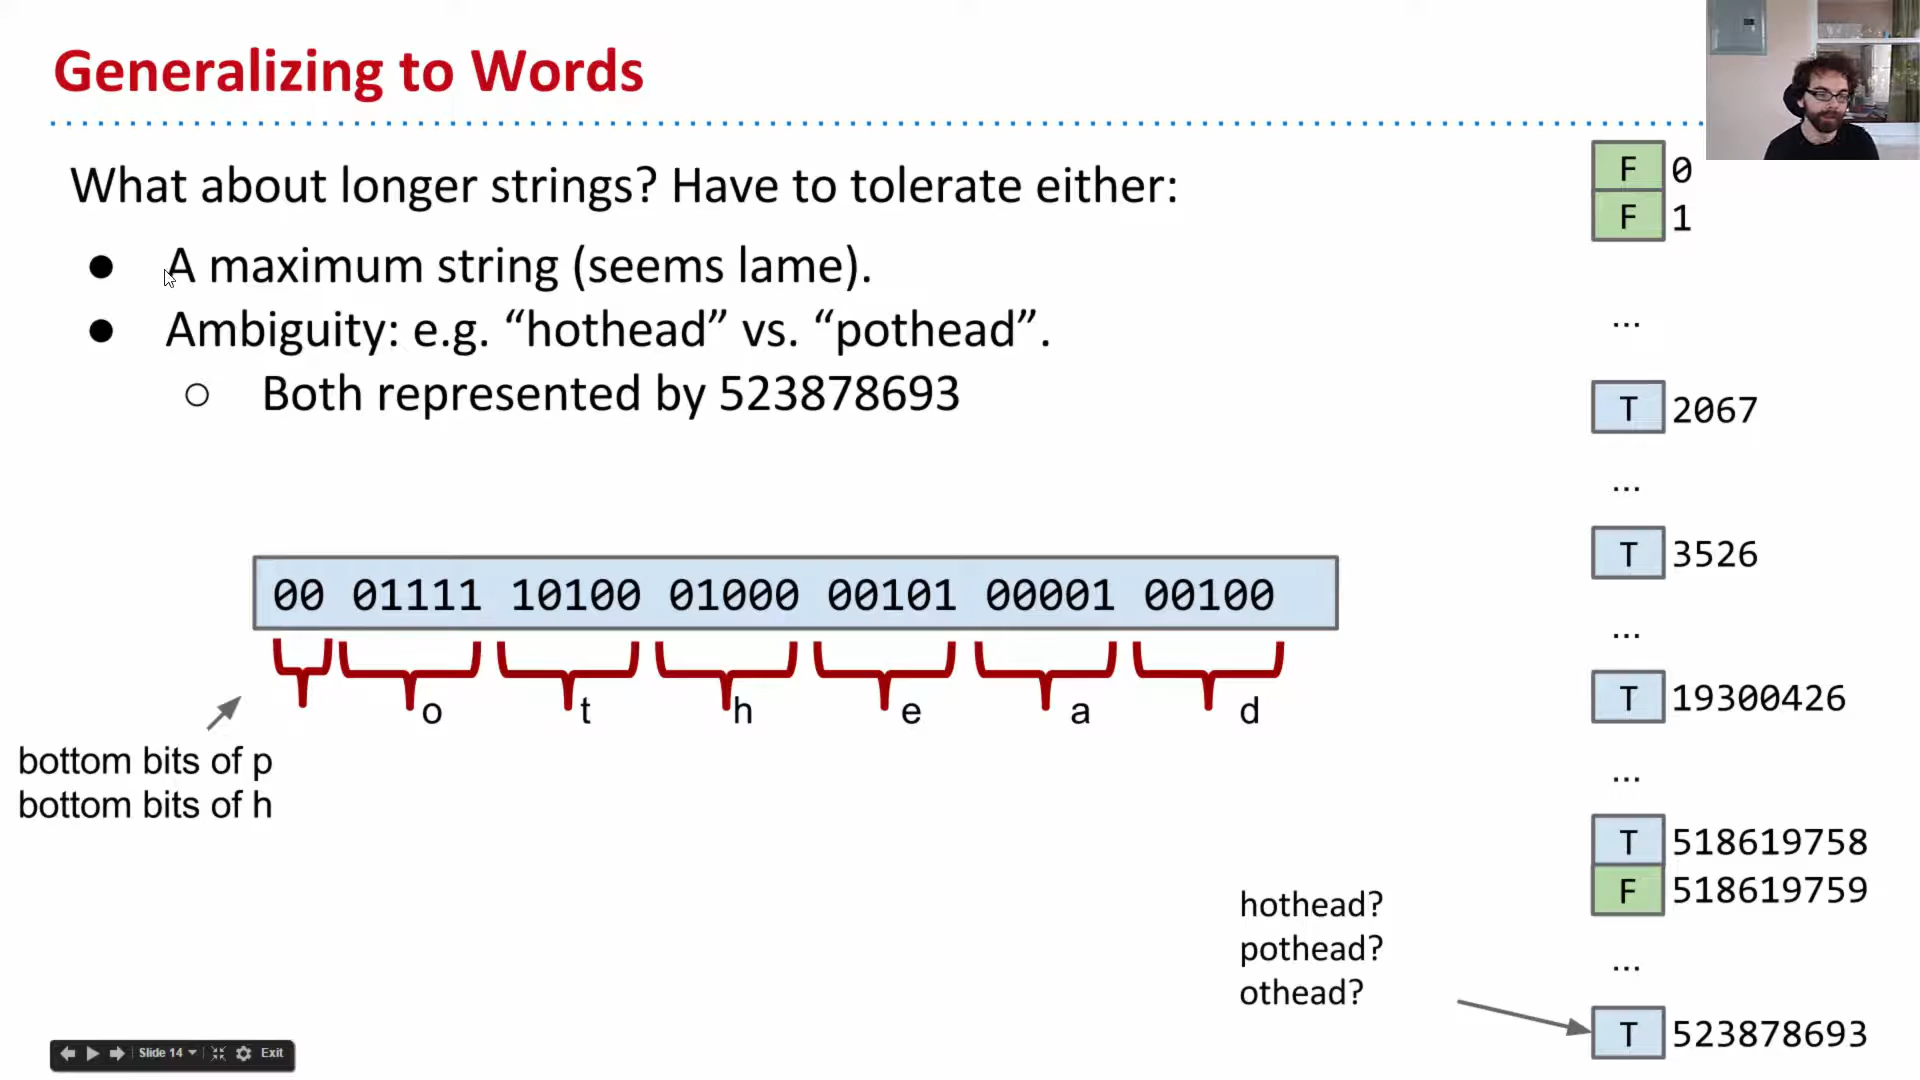 Generalizing to Words
What about longer strings? Have to tolerate either:
● A maximum string (seems lame).
● Ambiguity: e.g. “hothead” vs. “pothead”.
○ Both represented by 523878693
00 01111 10100 01000 00101 00001 00100
o t h e a d
bottom bits of p
bottom bits of h
F 0
F 1
...
T 2067
...
T 3526
...
T 19300426
...
T 518619758
F 518619759
...
T 523878693
hothead?
pothead?
othead?
Slide 14 Exit